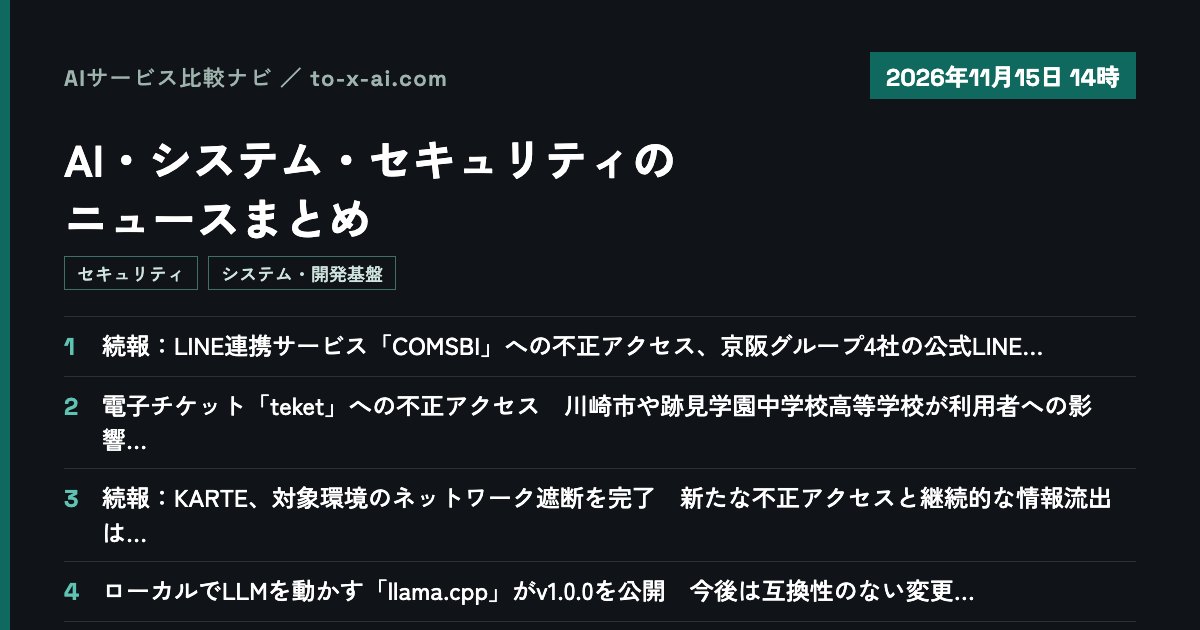 AIサービス比較ナビ ／ to-x-ai.com
2026年11月15日 14時
AI・システム・セキュリティの
ニュースまとめ
セキュリティ
システム・開発基盤
1 続報：LINE連携サービス「COMSBI」への不正アクセス、京阪グループ4社の公式LINE…
2 電子チケット「teket」への不正アクセス　川崎市や跡見学園中学校高等学校が利用者への影
響…
3 続報：KARTE、対象環境のネットワーク遮断を完了　新たな不正アクセスと継続的な情報流出
は…
4 ローカルでLLMを動かす「llama.cpp」がv1.0.0を公開　今後は互換性のない変更…